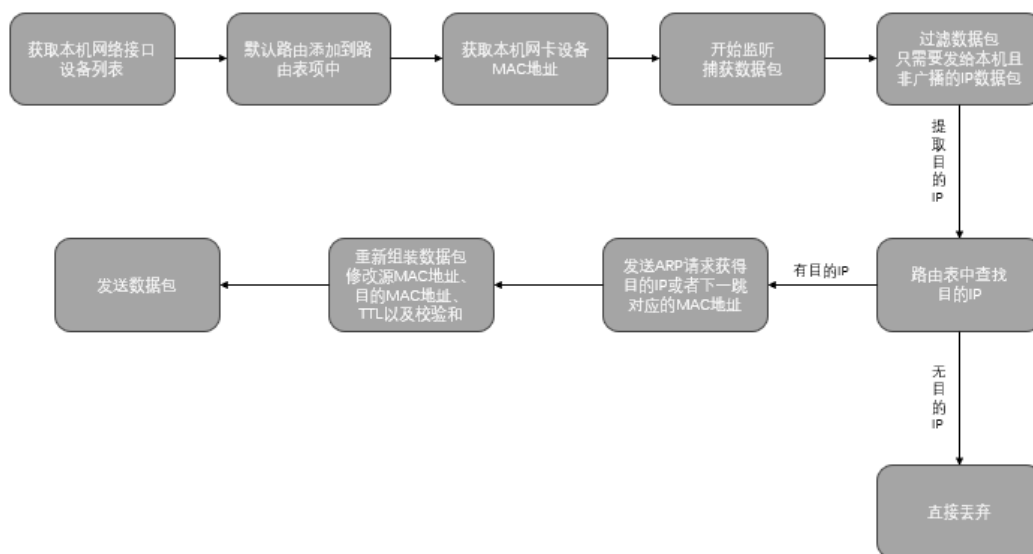 获取本机网络接口
设备列表
默认路由添加到路
由表项中
获取本机网卡设备
MAC地址
开始监听
捕获数据包
过滤数据包
只需要发给本机且
非广播的IP数据包
提
取
目
的
IP
路由表中查找
目的IP
有目的IP
发送ARP请求获得
目的IP或者下一跳
对应的MAC地址
重新组装数据包
修改源MAC地址、
目的MAC地址、
TTL以及校验和
发送数据包
无
目
的
IP
直接丢弃